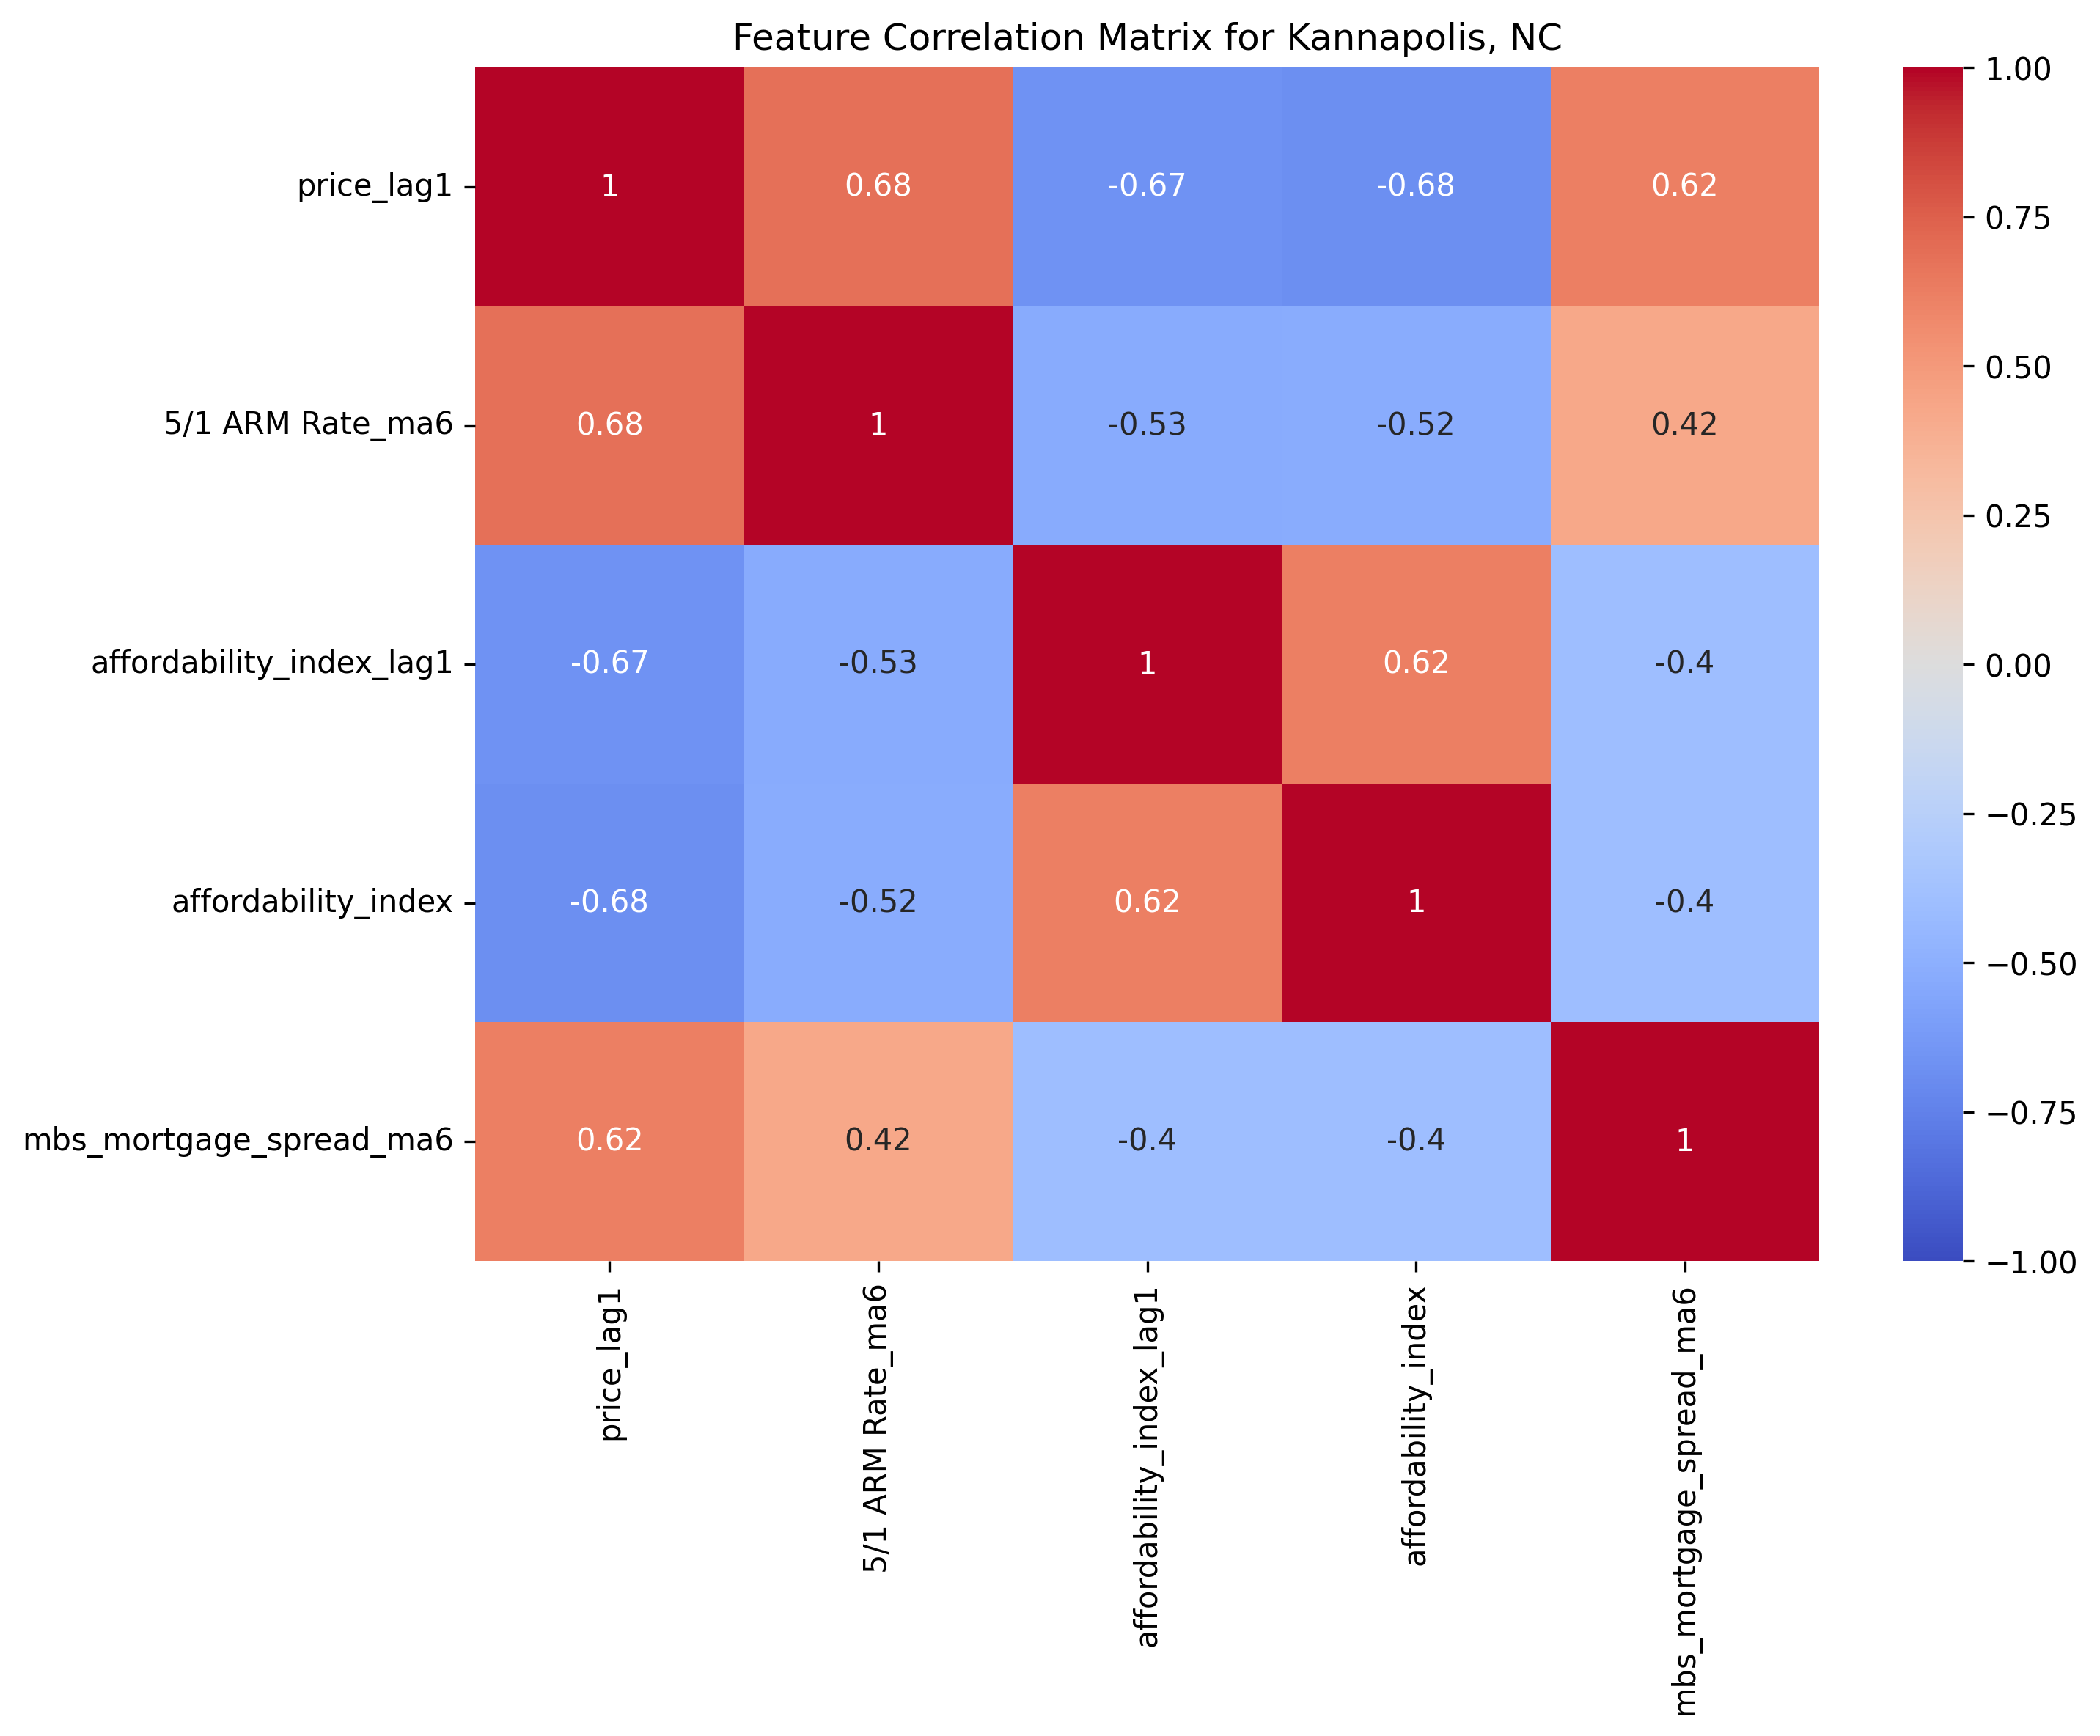 Feature Correlation Matrix for Kannapolis, NC
price_lag1 1 0.68 -0.67 -0.68 0.62
5/1 ARM Rate_ma6 0.68 1 -0.53 -0.52 0.42
affordability_index_lag1 -0.67 -0.53 1 0.62 -0.4
affordability_index -0.68 -0.52 0.62 1 -0.4
mbs_mortgage_spread_ma6 0.62 0.42 -0.4 -0.4 1
price_lag1
5/1 ARM Rate_ma6
affordability_index_lag1
affordability_index
mbs_mortgage_spread_ma6
1.00
0.75
0.50
0.25
0.00
−0.25
−0.50
−0.75
−1.00